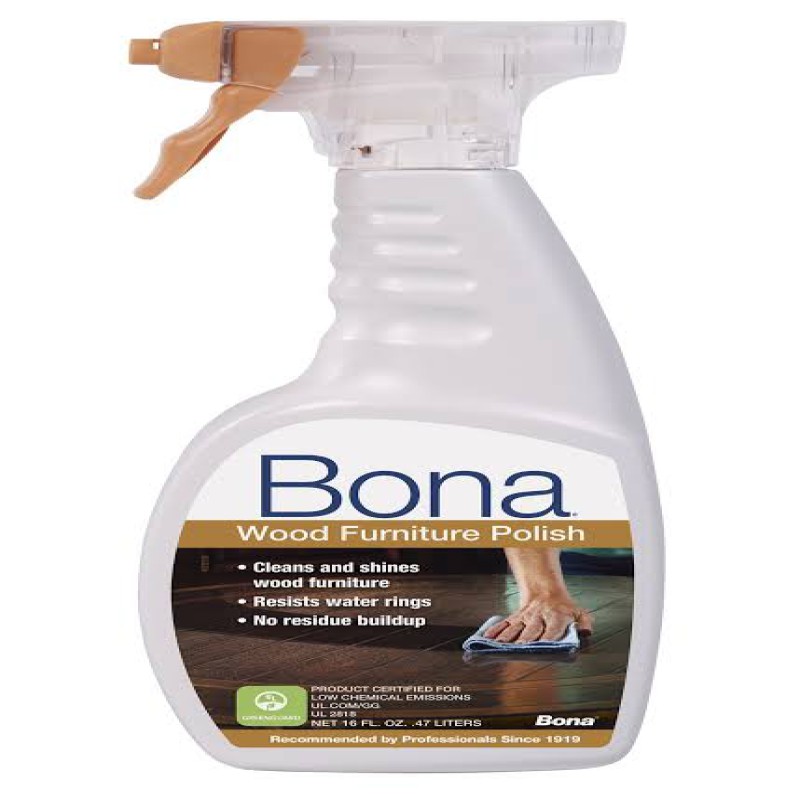 Bona
Wood Furniture Polish
• Cleans and shines
wood furniture
• Resists water rings
• No residue buildup
GREENGUARD
PRODUCT CERTIFIED FOR
LOW CHEMICAL EMISSIONS
UL.COM/GG
UL 2818
NET 16 FL. OZ. .47 LITERS
Bona
Recommended by Professionals Since 1919